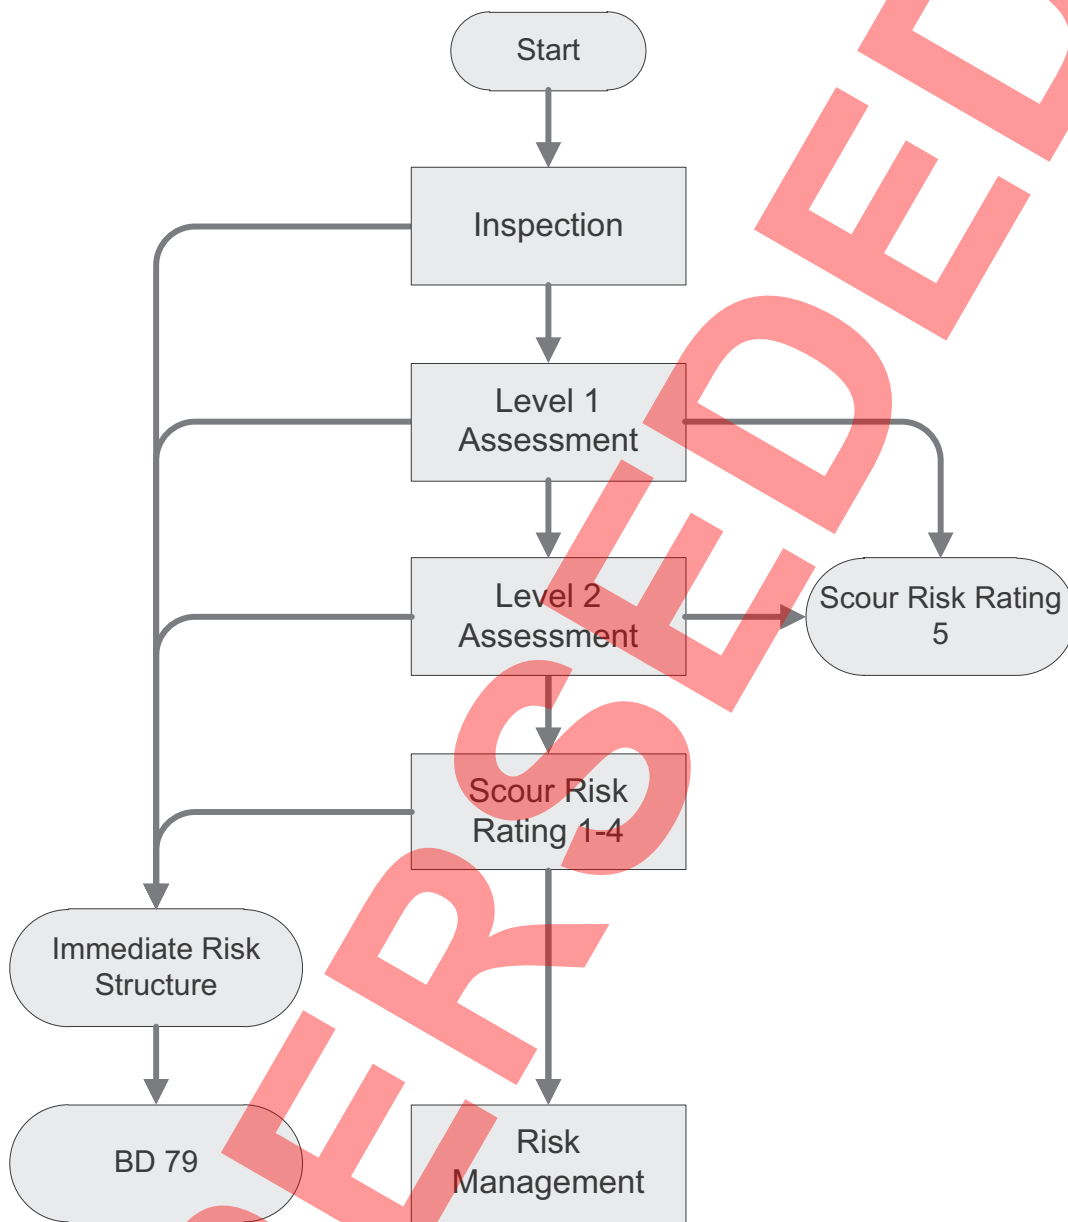 Start
Inspection
Level 1
Assessment
Level 2
Assessment
Scour Risk Rating
5
Scour Risk
Rating 1-4
Immediate Risk
Structure
BD 79
Risk
Management
PERSEDED